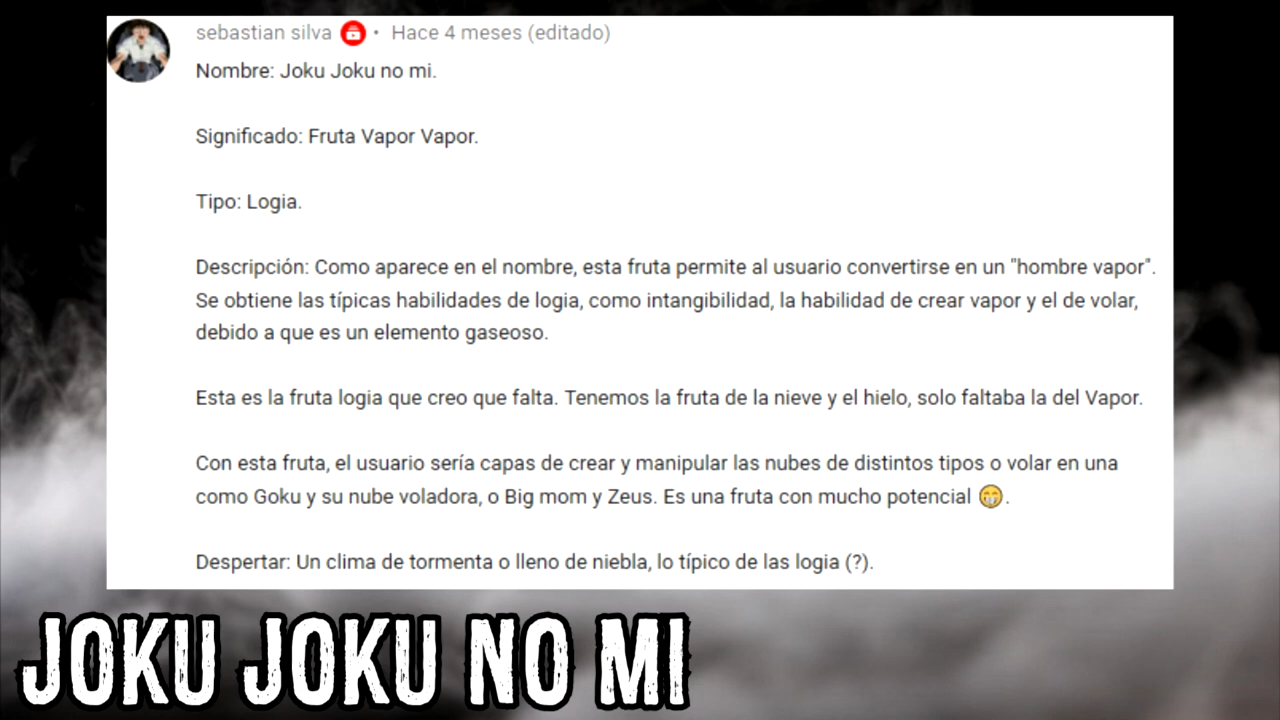 sebastian silva • Hace 4 meses (editado)
Nombre: Joku Joku no mi.
Significado: Fruta Vapor Vapor.
Tipo: Logia.
Descripción: Como aparece en el nombre, esta fruta permite al usuario convertirse en un "hombre vapor".
Se obtiene las típicas habilidades de logia, como intangibilidad, la habilidad de crear vapor y el de volar,
debido a que es un elemento gaseoso.
Esta es la fruta logia que creo que falta. Tenemos la fruta de la nieve y el hielo, solo faltaba la del Vapor.
Con esta fruta, el usuario sería capas de crear y manipular las nubes de distintos tipos o volar en una
como Goku y su nube voladora, o Big mom y Zeus. Es una fruta con mucho potencial 😁.
Despertar: Un clima de tormenta o lleno de niebla, lo típico de las logia (?).
JOKU JOKU NO MI